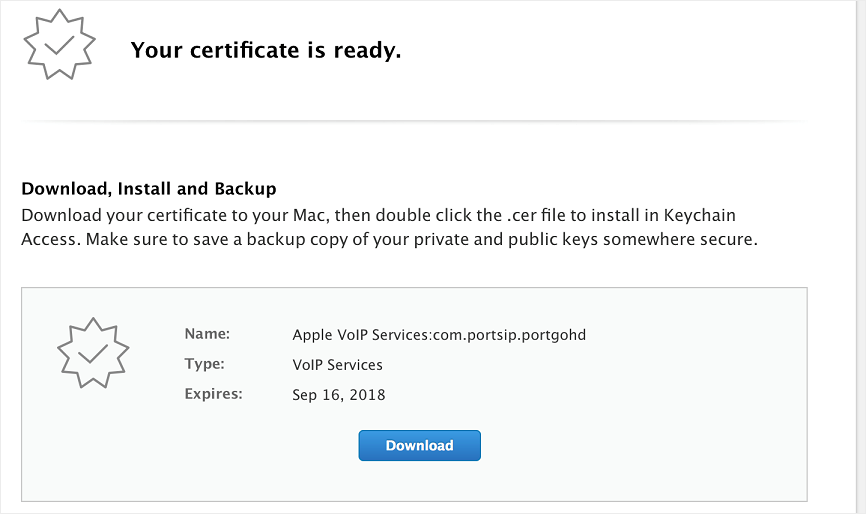 Your certificate is ready.
Download, Install and Backup
Download your certificate to your Mac, then double click the .cer file to install in Keychain
Access. Make sure to save a backup copy of your private and public keys somewhere secure.
Name: Apple VoIP Services:com.portsip.portgohd
Type: VoIP Services
Expires: Sep 16, 2018
Download